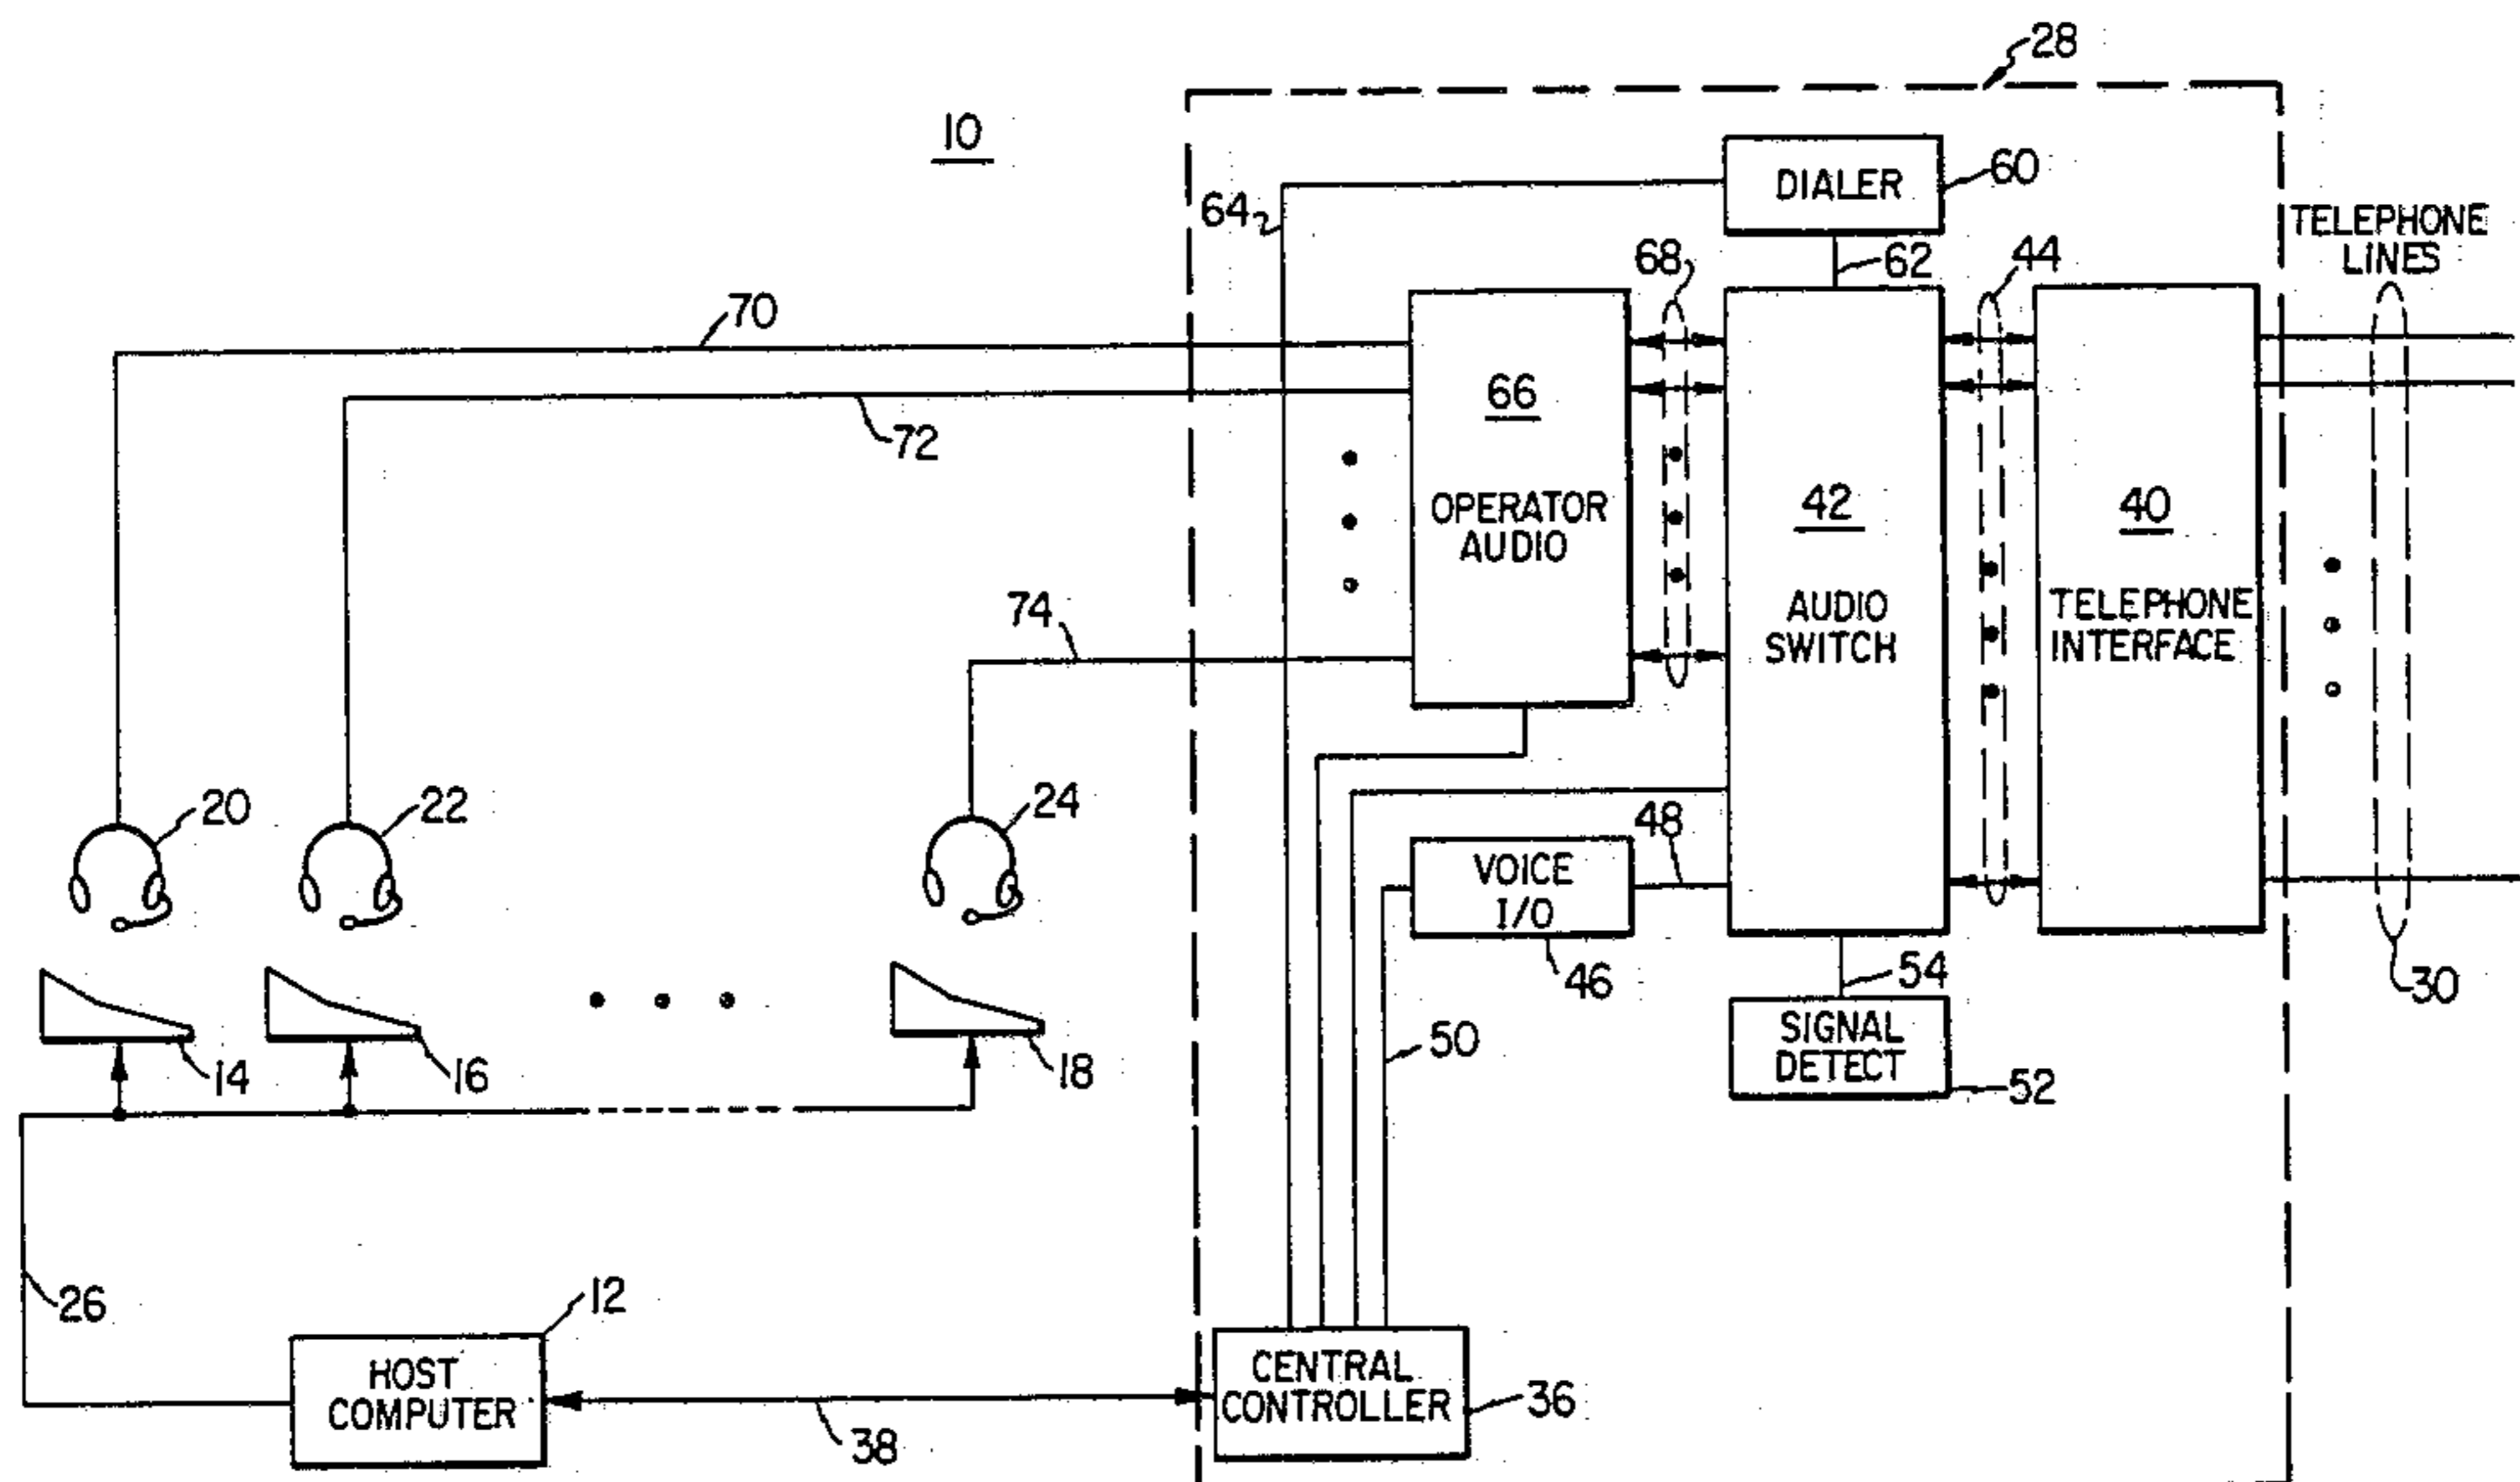 28
10
DIALER
60
64
TELEPHONE
LINES
68
62
44
70
66
72
42
40
OPERATOR
AUDIO
74
AUDIO
SWITCH
TELEPHONE
INTERFACE
20
22
24
48
VOICE
I/O
46
54
30
SIGNAL
DETECT
52
14
16
18
50
26
12
HOST
COMPUTER
38
CENTRAL
CONTROLLER
36